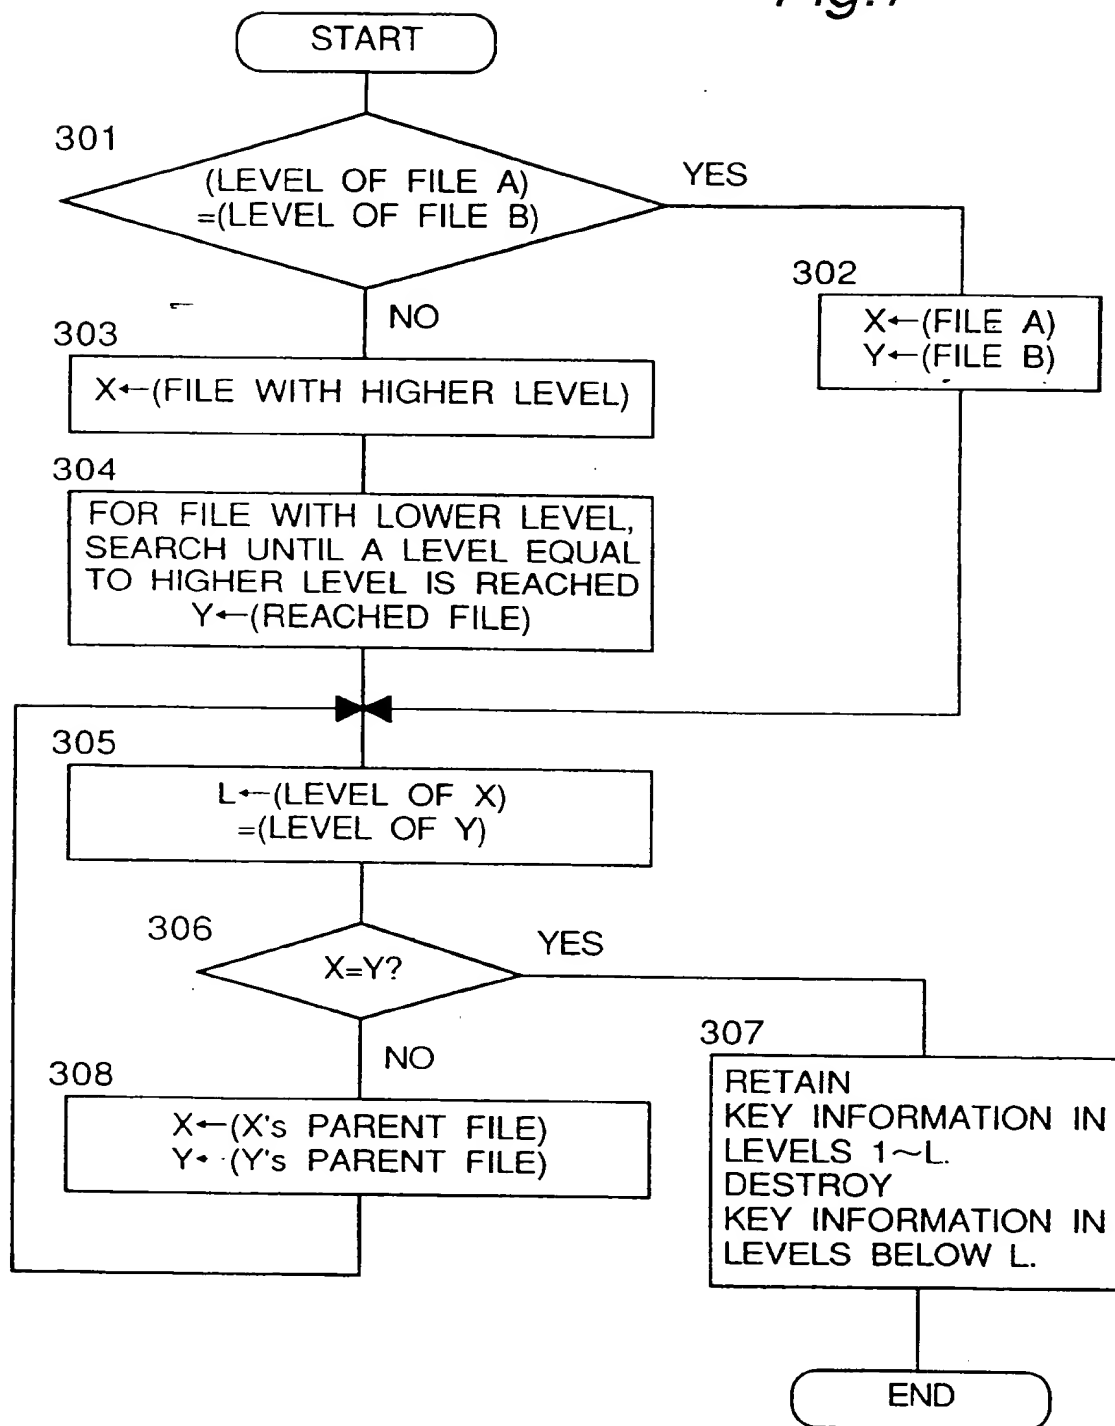 START
301
(LEVEL OF FILE A)
=(LEVEL OF FILE B)
YES
302
X←(FILE A)
Y←(FILE B)
NO
303
X←(FILE WITH HIGHER LEVEL)
304
FOR FILE WITH LOWER LEVEL,
SEARCH UNTIL A LEVEL EQUAL
TO HIGHER LEVEL IS REACHED
Y←(REACHED FILE)
305
L←(LEVEL OF X)
=(LEVEL OF Y)
306
X=Y?
YES
NO
307
RETAIN
KEY INFORMATION IN
LEVELS 1~L.
DESTROY
KEY INFORMATION IN
LEVELS BELOW L.
308
X←(X's PARENT FILE)
Y←(Y's PARENT FILE)
END